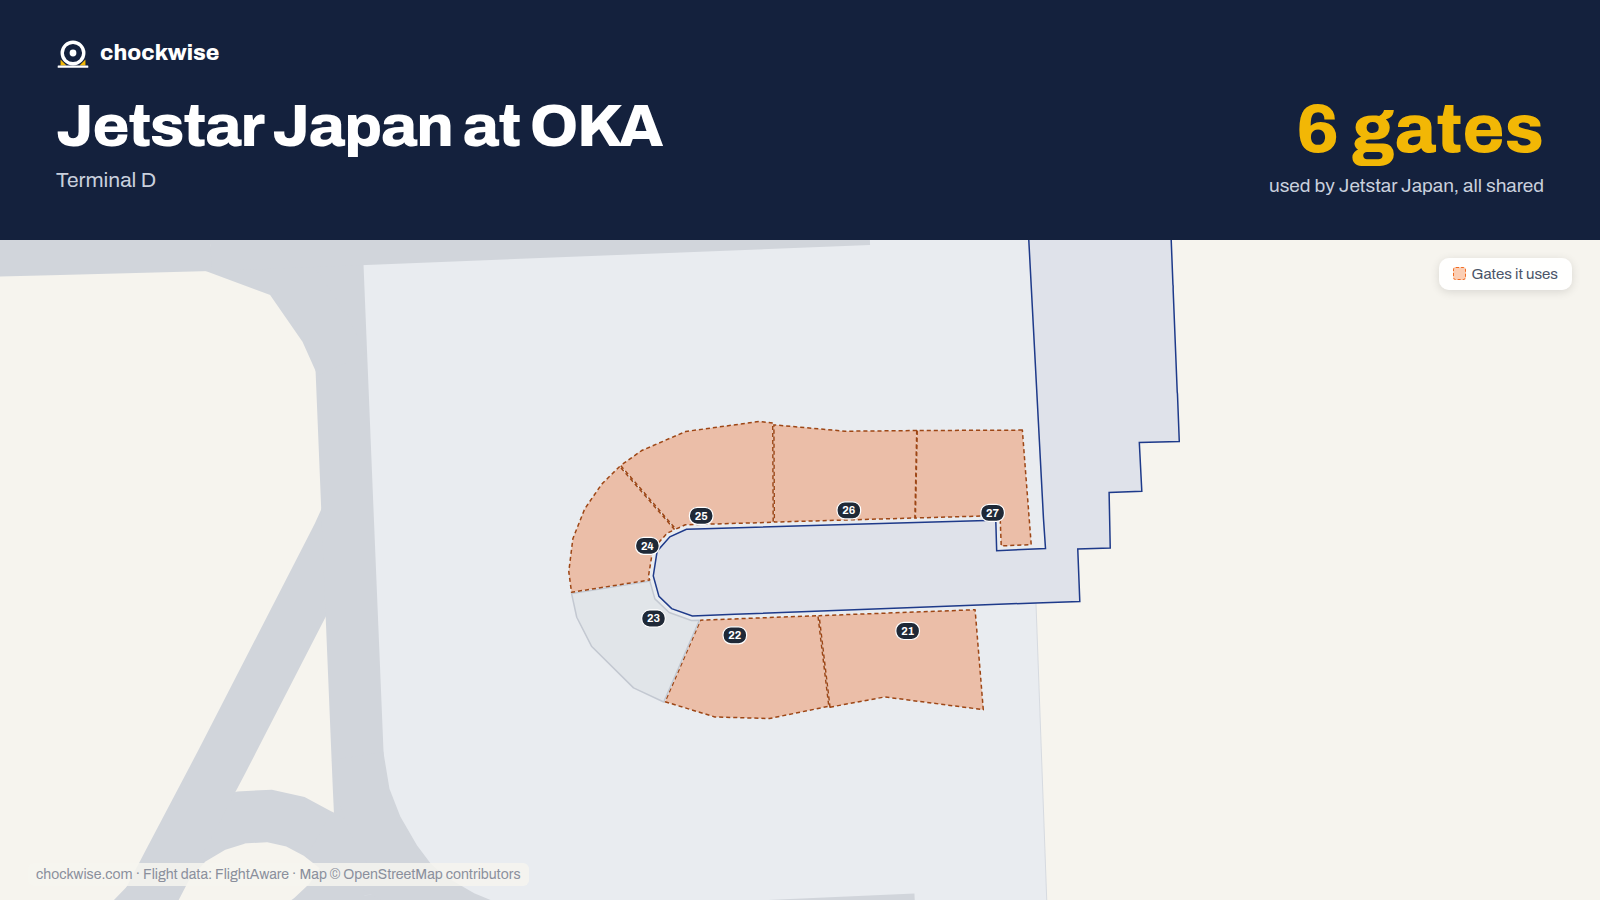 chockwise
Jetstar Japan at OKA
Terminal D
6 gates
used by Jetstar Japan, all shared
Gates it uses
25
26
27
24
23
22
21
chockwise.com · Flight data: FlightAware · Map © OpenStreetMap contributors